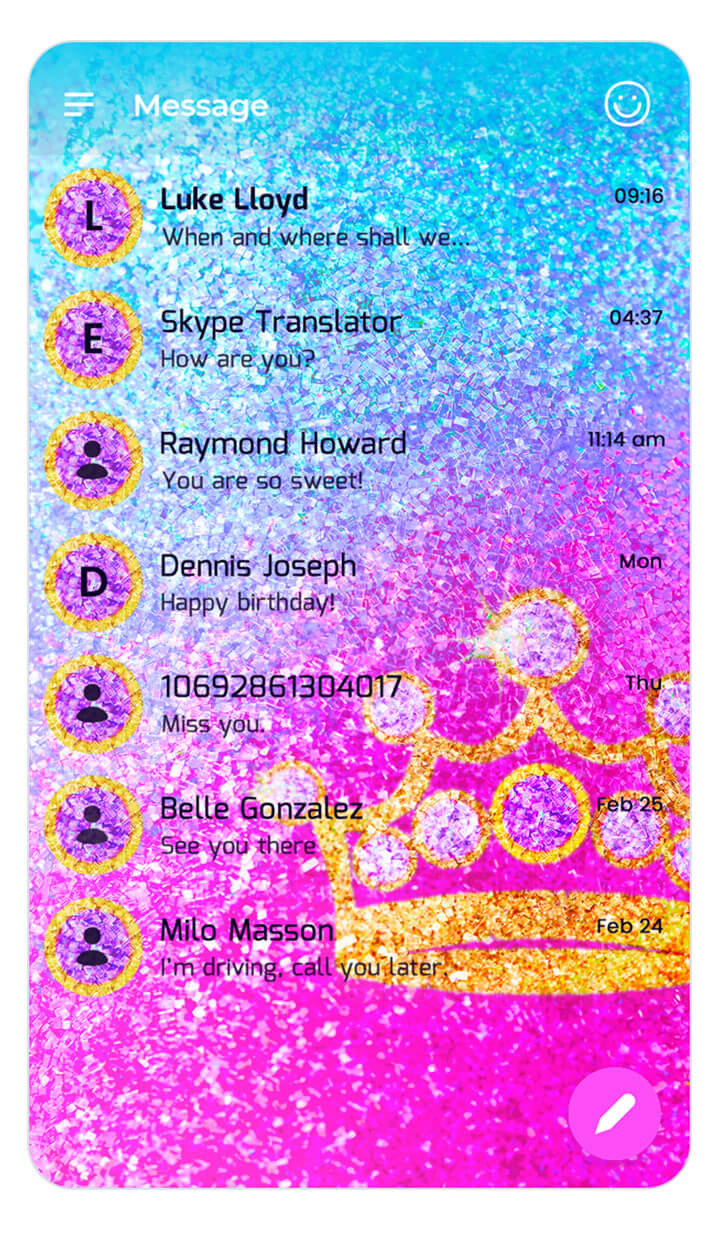 Message
L
Luke Lloyd
09:16
When and where shall we...
E
Skype Translator
04:37
How are you?
Raymond Howard
11:14 am
You are so sweet!
D
Dennis Joseph
Mon
Happy birthday!
10692861304017
Thu
Miss you.
Belle Gonzalez
Feb 25
See you there
Milo Masson
Feb 24
I'm driving, call you later.